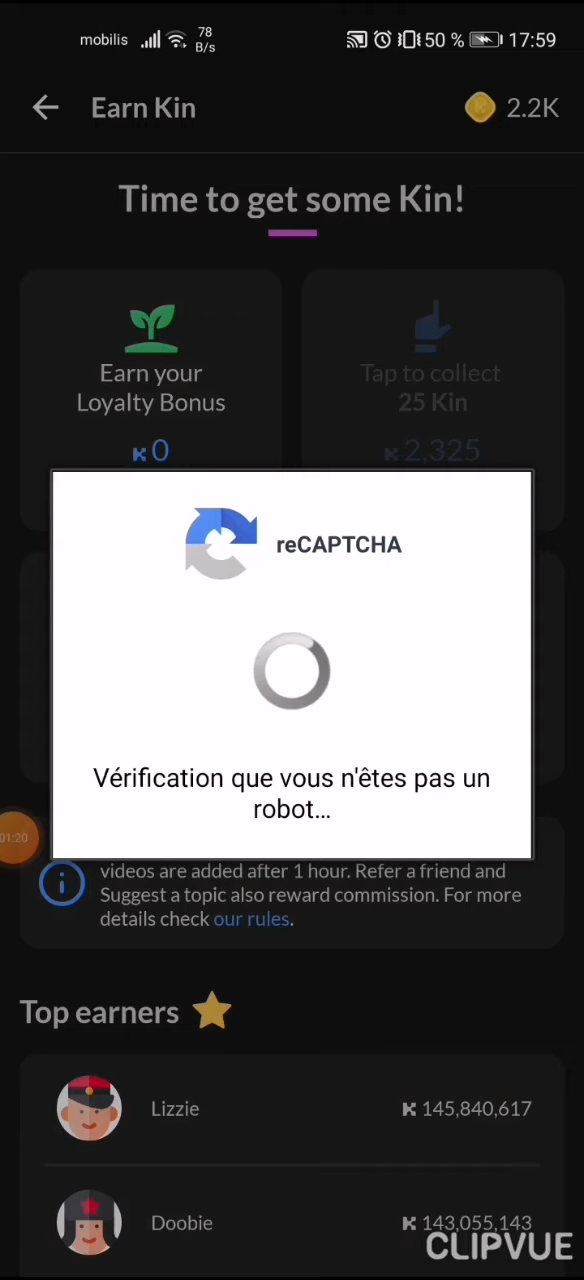 mobilis 78 B/s 50 % 17:59
Earn Kin 2.2K
Time to get some Kin!
Earn your
Loyalty Bonus
0
Tap to collect
25 Kin
2,325
reCAPTCHA
Vérification que vous n'êtes pas un
robot...
01:20
videos are added after 1 hour. Refer a friend and
Suggest a topic also reward commission. For more
details check our rules.
Top earners
Lizzie 145,840,617
Doobie 143,055,143
CLIPVUE